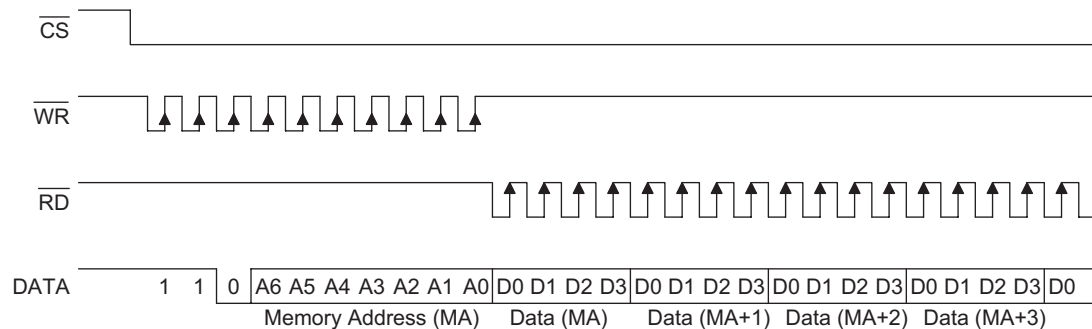 CS
WR
RD
DATA 1 1 0 A6 A5 A4 A3 A2 A1 A0 D0 D1 D2 D3 D0 D1 D2 D3 D0 D1 D2 D3 D0 D1 D2 D3 D0
Memory Address (MA) Data (MA) Data (MA+1) Data (MA+2) Data (MA+3)